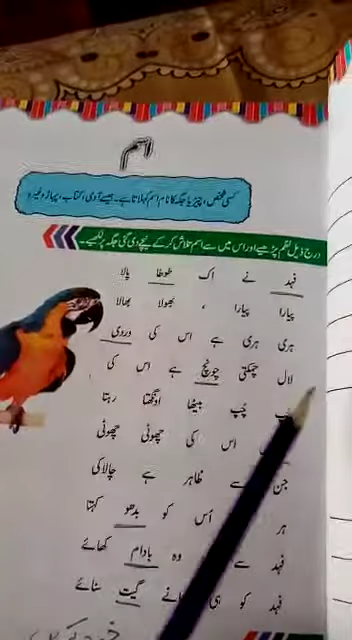 اسم
کسی شخص، چیز یا جگہ کا نام اسم کہلاتا ہے۔ جیسے آدمی، کتاب، پہاڑ وغیرہ
درج ذیل نظم پڑھیے اور اس میں سے اسم تلاش کر کے نیچے دی گئی جگہ پر لکھیے۔
فہد نے اک طوطا پالا
پیارا پیارا، بھولا بھالا
ہری ہری ہے اس کی وردی
لال چمکتی چونچ ہے اس کی
چپ بیٹھا اونگھتا رہتا
اس کی چھوٹی چھوٹی
جن سے ظاہر ہے چالاکی
ہر اُس کو بدھو کہتا
فہد سے وہ بادام کھائے
فہد کو ہی گیت سنائے